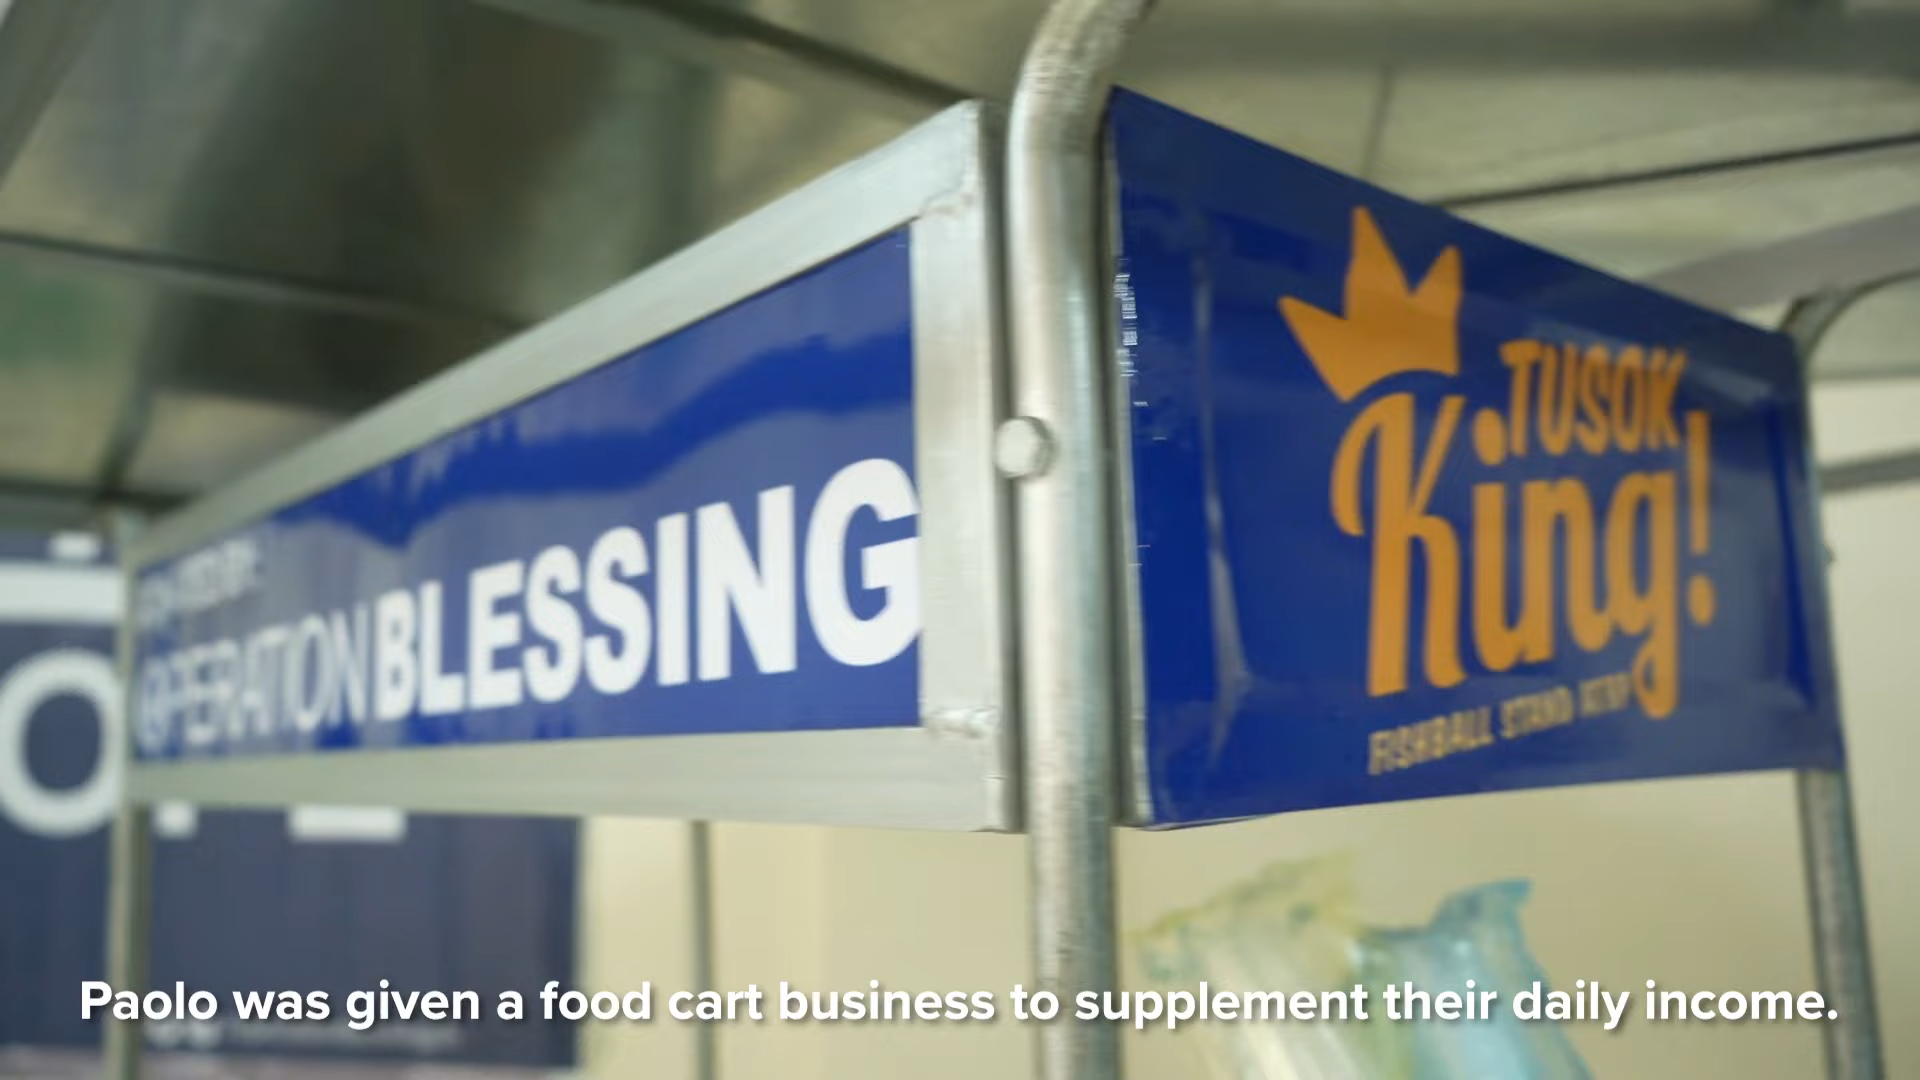 OPERATION BLESSING
TUSOK
King!
FISHBALL STAND
Paolo was given a food cart business to supplement their daily income.